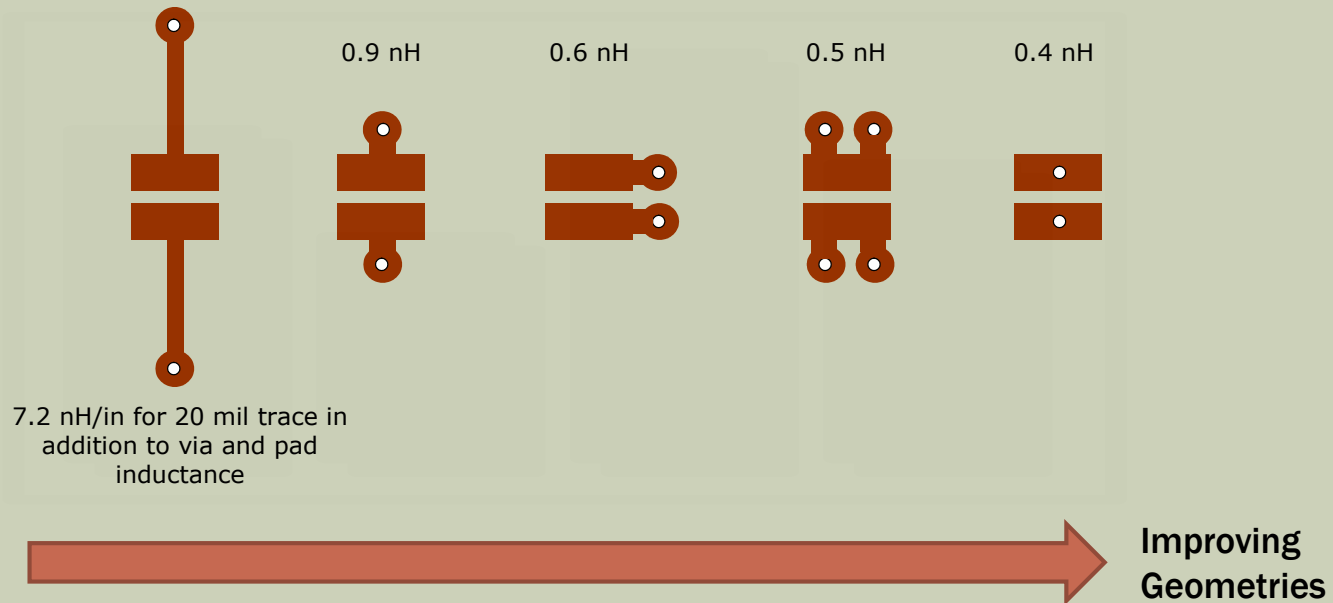 0.9 nH
0.6 nH
0.5 nH
0.4 nH
7.2 nH/in for 20 mil trace in
addition to via and pad
inductance
Improving
Geometries